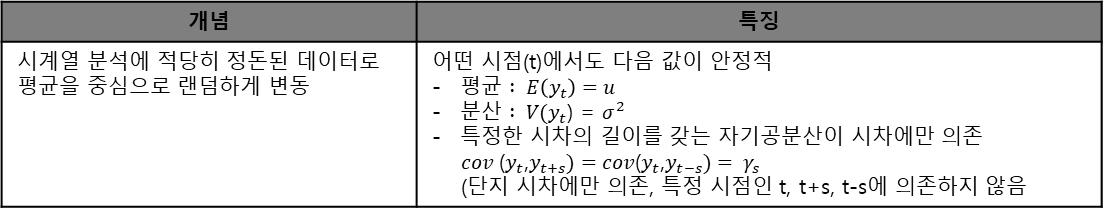 개념
특징
시계열 분석에 적당히 정돈된 데이터로
평균을 중심으로 랜덤하게 변동
어떤 시점(t)에서도 다음 값이 안정적
- 평균 : E(y_t) = u
- 분산 : V(y_t) = σ²
- 특정한 시차의 길이를 갖는 자기공분산이 시차에만 의존
cov (y_t,y_{t+s}) = cov(y_t,y_{t−s}) = γ_s
(단지 시차에만 의존, 특정 시점인 t, t+s, t-s에 의존하지 않음